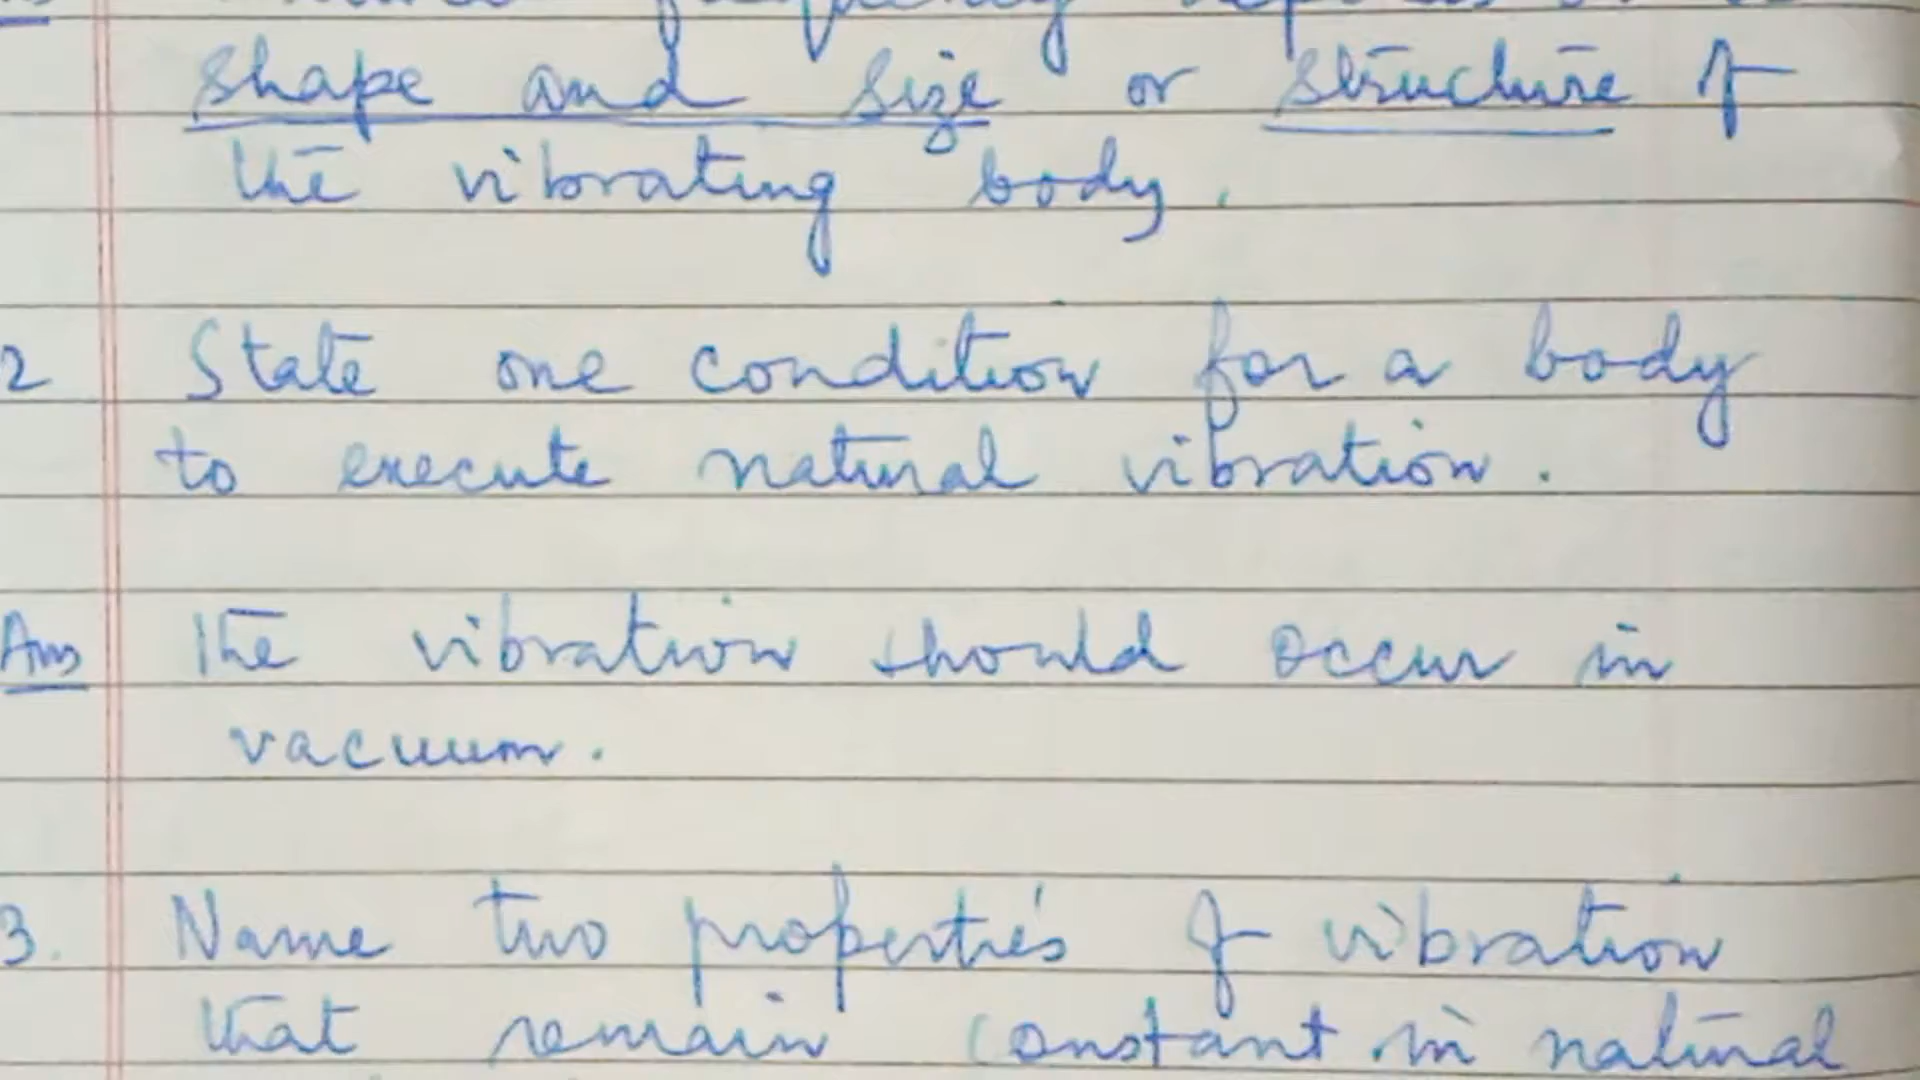 shape and size or structure of
the vibrating body.
2 State one condition for a body
to execute natural vibration.
Ans The vibration should occur in
vacuum.
3. Name two properties of vibration
that remain constant in natural